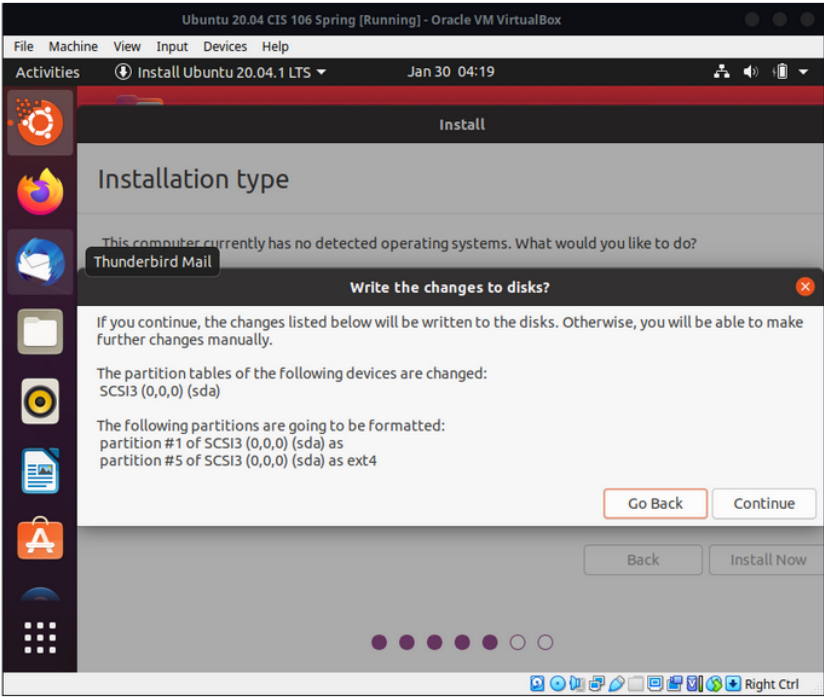 Ubuntu 20.04 CIS 106 Spring [Running] - Oracle VM VirtualBox
File Machine View Input Devices Help
Activities Install Ubuntu 20.04.1 LTS Jan 30 04:19
Install
Installation type
This computer currently has no detected operating systems. What would you like to do?
Thunderbird Mail
Write the changes to disks?
If you continue, the changes listed below will be written to the disks. Otherwise, you will be able to make
further changes manually.
The partition tables of the following devices are changed:
SCSI3 (0,0,0) (sda)
The following partitions are going to be formatted:
partition #1 of SCSI3 (0,0,0) (sda) as
partition #5 of SCSI3 (0,0,0) (sda) as ext4
Go Back Continue
Back Install Now
Right Ctrl